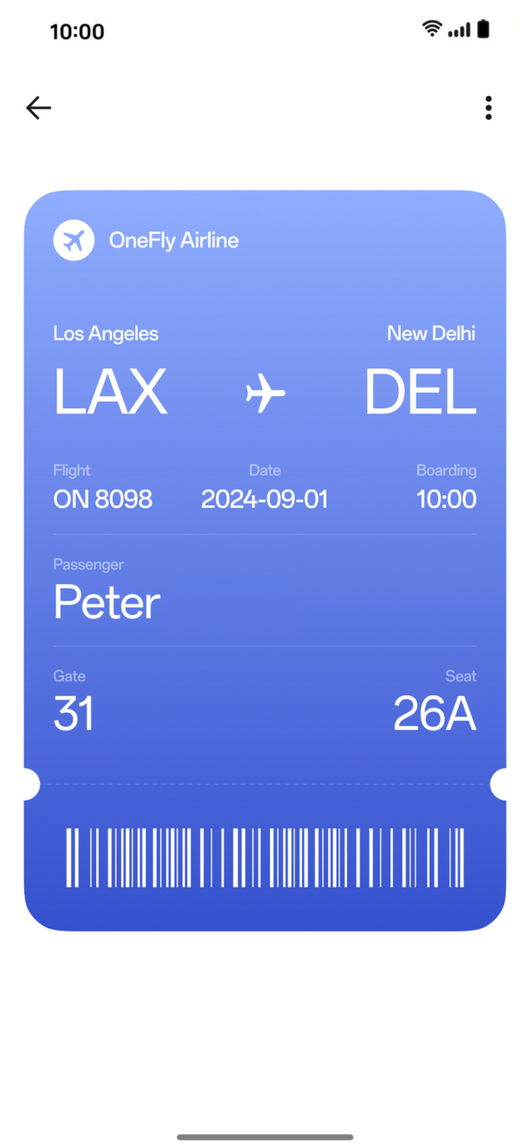 10:00
OneFly Airline
Los Angeles New Delhi
LAX DEL
Flight Date Boarding
ON 8098 2024-09-01 10:00
Passenger
Peter
Gate Seat
31 26A